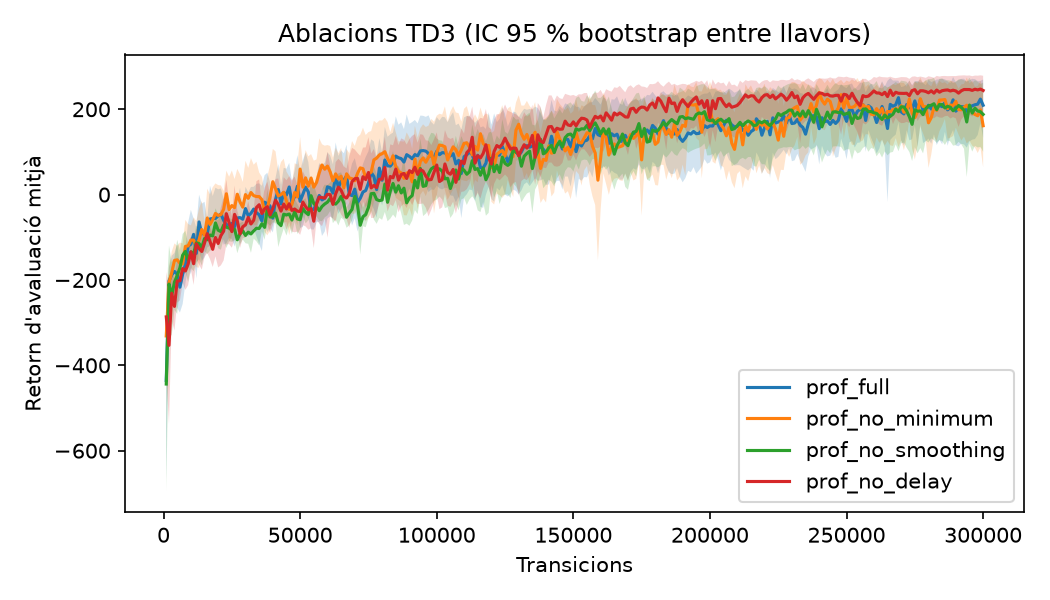 Ablacions TD3 (IC 95 % bootstrap entre llavors)
Retorn d'avaluació mitjà
200
0
−200
−400
−600
prof_full
prof_no_minimum
prof_no_smoothing
prof_no_delay
0 50000 100000 150000 200000 250000 300000
Transicions